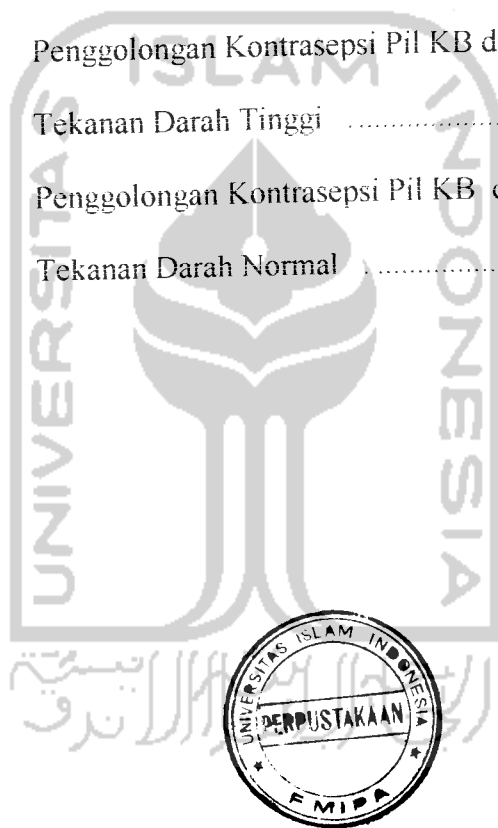 Penggolongan Kontrasepsi Pil KB d
Tekanan Darah Tinggi ....................
Penggolongan Kontrasepsi Pil KB
Tekanan Darah Normal ..................
UNIVERSITAS
ISLAM
INDONESIA
UNIVERSITAS ISLAM INDONESIA
PERPUSTAKAAN
FMIPA